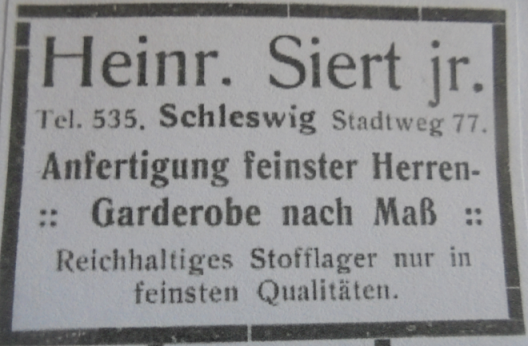 Heinr. Siert jr.
Tel. 535. Schleswig Stadtweg 77.
Anfertigung feinster Herren-
:: Garderobe nach Maß ::
Reichhaltiges Stofflager nur in
feinsten Qualitäten.